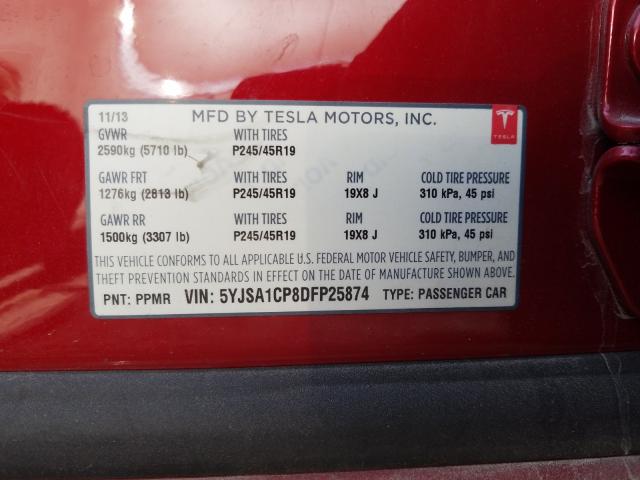 11/13 MFD BY TESLA MOTORS, INC.
TESLA
GVWR WITH TIRES
2590kg (5710 lb) P245/45R19
GAWR FRT WITH TIRES RIM COLD TIRE PRESSURE
1276kg (2813 lb) P245/45R19 19X8 J 310 kPa, 45 psi
GAWR RR WITH TIRES RIM COLD TIRE PRESSURE
1500kg (3307 lb) P245/45R19 19X8 J 310 kPa, 45 psi
THIS VEHICLE CONFORMS TO ALL APPLICABLE U.S. FEDERAL MOTOR VEHICLE SAFETY, BUMPER, AND
THEFT PREVENTION STANDARDS IN EFFECT ON THE DATE OF MANUFACTURE SHOWN ABOVE.
PNT: PPMR VIN: 5YJSA1CP8DFP25874 TYPE: PASSENGER CAR